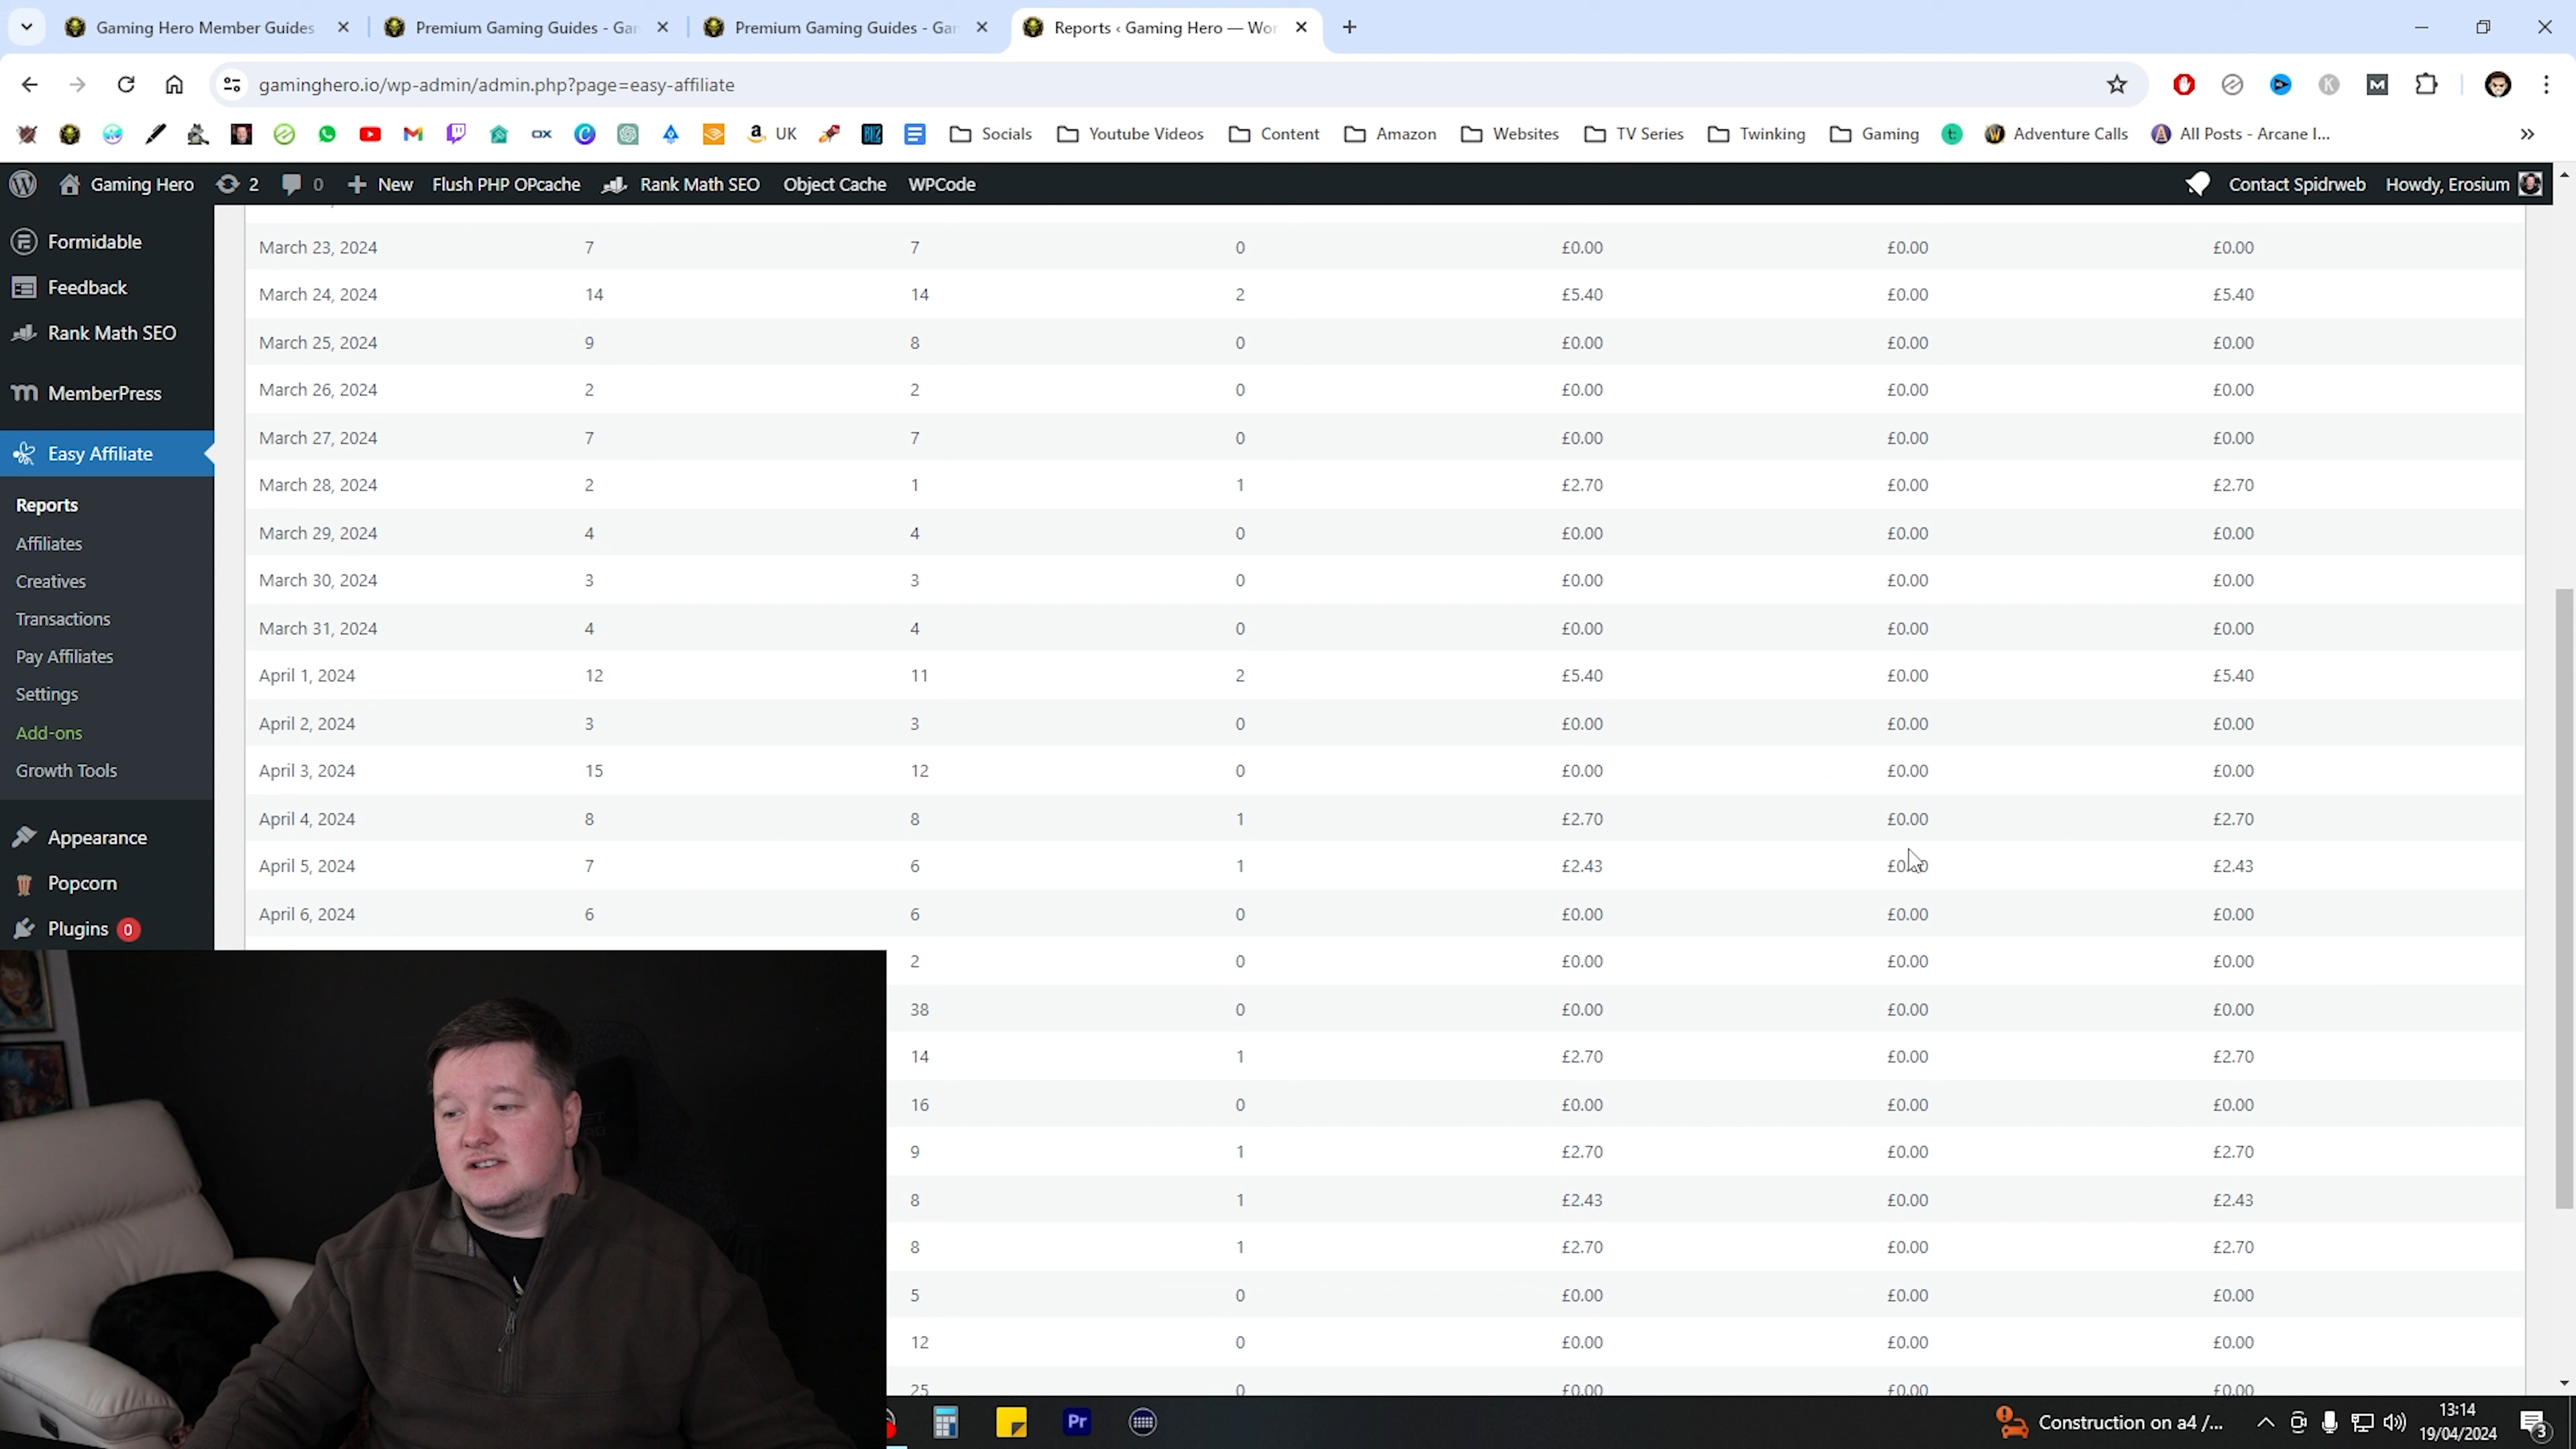 Gaming Hero Member Guides
Premium Gaming Guides - Gar
Premium Gaming Guides - Gar
Reports ‹ Gaming Hero — Wor
gaminghero.io/wp-admin/admin.php?page=easy-affiliate
UK
Socials
Youtube Videos
Content
Amazon
Websites
TV Series
Twinking
Gaming
Adventure Calls
All Posts - Arcane I...
Gaming Hero
2
0
New
Flush PHP OPcache
Rank Math SEO
Object Cache
WPCode
Contact Spidrweb
Howdy, Erosium
Formidable
Feedback
Rank Math SEO
MemberPress
Easy Affiliate
Reports
Affiliates
Creatives
Transactions
Pay Affiliates
Settings
Add-ons
Growth Tools
Appearance
Popcorn
Plugins 0
March 23, 2024 7 7 0 £0.00 £0.00 £0.00
March 24, 2024 14 14 2 £5.40 £0.00 £5.40
March 25, 2024 9 8 0 £0.00 £0.00 £0.00
March 26, 2024 2 2 0 £0.00 £0.00 £0.00
March 27, 2024 7 7 0 £0.00 £0.00 £0.00
March 28, 2024 2 1 1 £2.70 £0.00 £2.70
March 29, 2024 4 4 0 £0.00 £0.00 £0.00
March 30, 2024 3 3 0 £0.00 £0.00 £0.00
March 31, 2024 4 4 0 £0.00 £0.00 £0.00
April 1, 2024 12 11 2 £5.40 £0.00 £5.40
April 2, 2024 3 3 0 £0.00 £0.00 £0.00
April 3, 2024 15 12 0 £0.00 £0.00 £0.00
April 4, 2024 8 8 1 £2.70 £0.00 £2.70
April 5, 2024 7 6 1 £2.43 £0.00 £2.43
April 6, 2024 6 6 0 £0.00 £0.00 £0.00
2 0 £0.00 £0.00 £0.00
38 0 £0.00 £0.00 £0.00
14 1 £2.70 £0.00 £2.70
16 0 £0.00 £0.00 £0.00
9 1 £2.70 £0.00 £2.70
8 1 £2.43 £0.00 £2.43
8 1 £2.70 £0.00 £2.70
5 0 £0.00 £0.00 £0.00
12 0 £0.00 £0.00 £0.00
25 0 £0.00 £0.00 £0.00
Pr
Construction on a4 /...
13:14
19/04/2024
3